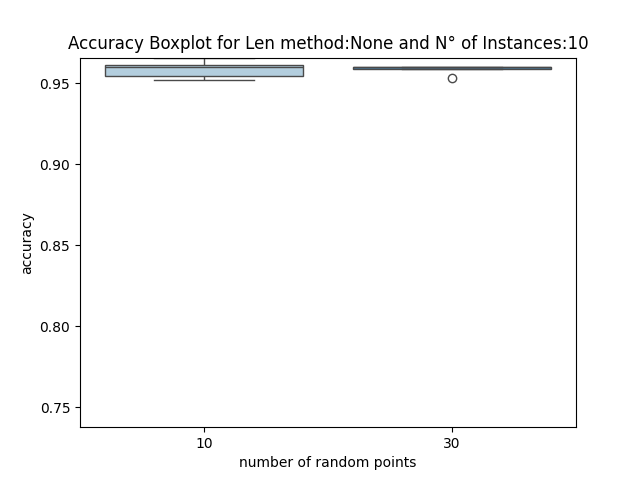 Accuracy Boxplot for Len method:None and N° of Instances:10
0.95
0.90
0.85
0.80
0.75
accuracy
10 30
number of random points